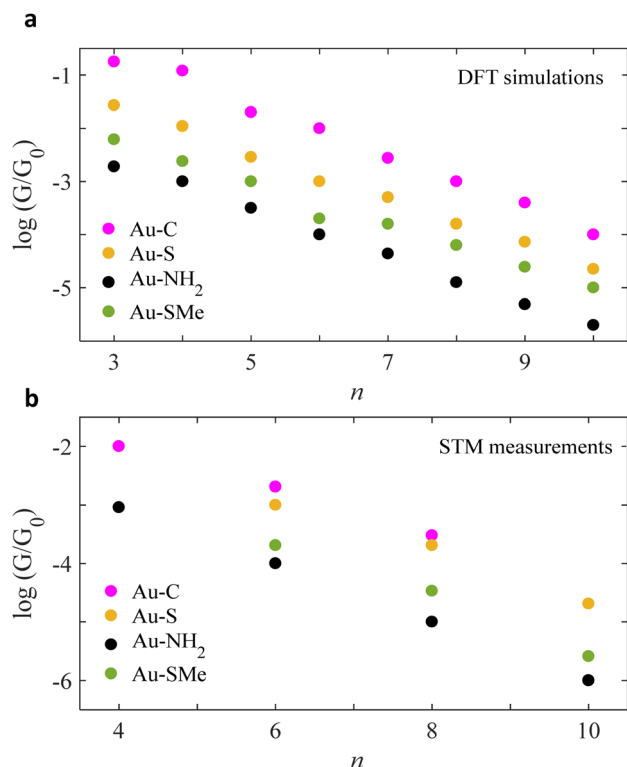 a
DFT simulations
log (G/G₀)
-1
-3
-5
Au-C
Au-S
Au-NH₂
Au-SMe
3 5 7 9
n
b
STM measurements
log (G/G₀)
-2
-4
-6
Au-C
Au-S
Au-NH₂
Au-SMe
4 6 8 10
n